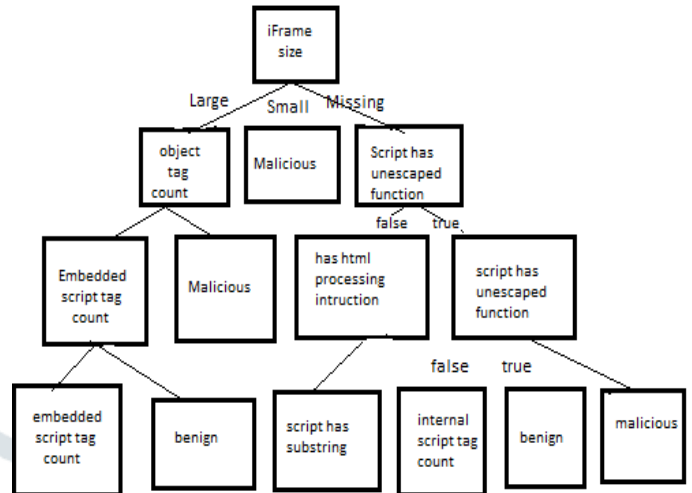 iFrame
size
Large
Small
Missing
object
tag
count
Malicious
Script has
unescaped
function
false
true
Embedded
script tag
count
Malicious
has html
processing
intruction
script has
unescaped
function
false
true
embedded
script tag
count
benign
script has
substring
internal
script tag
count
benign
malicious